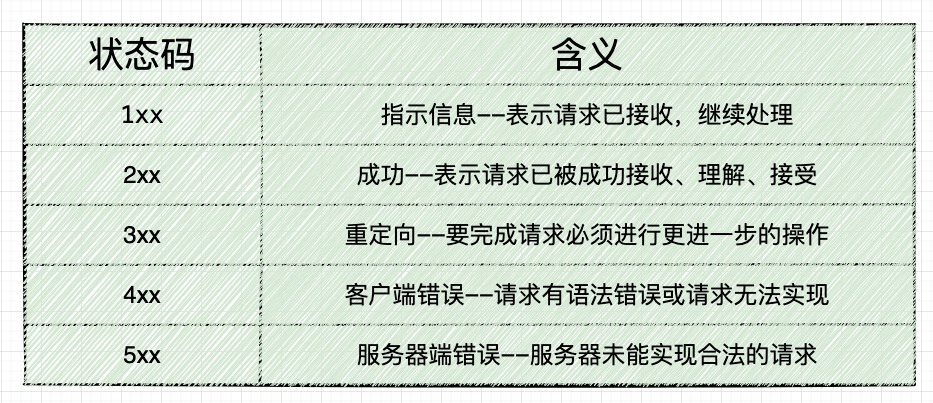 状态码 含义
1xx 指示信息--表示请求已接收，继续处理
2xx 成功--表示请求已被成功接收、理解、接受
3xx 重定向--要完成请求必须进行更进一步的操作
4xx 客户端错误--请求有语法错误或请求无法实现
5xx 服务器端错误--服务器未能实现合法的请求